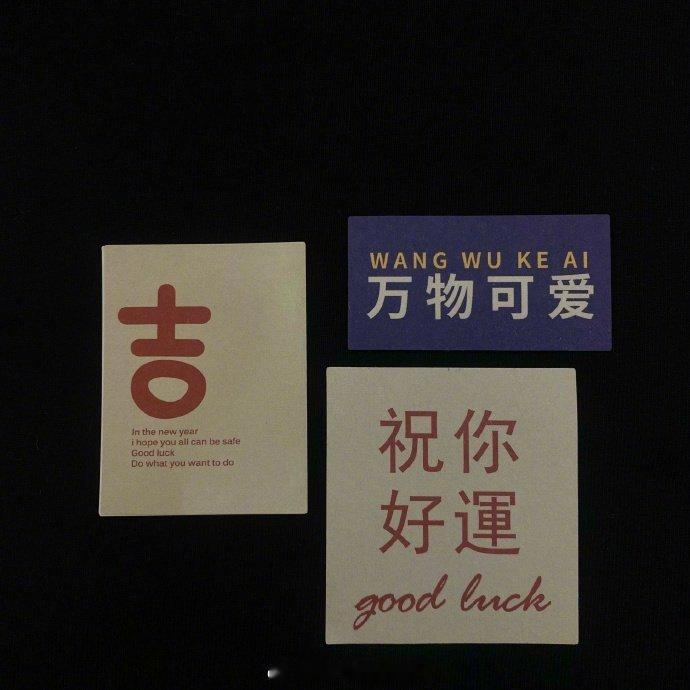 吉
In the new year
i hope you all can be safe
Good luck
Do what you want to do
WANG WU KE AI
万物可爱
祝你
好運
good luck